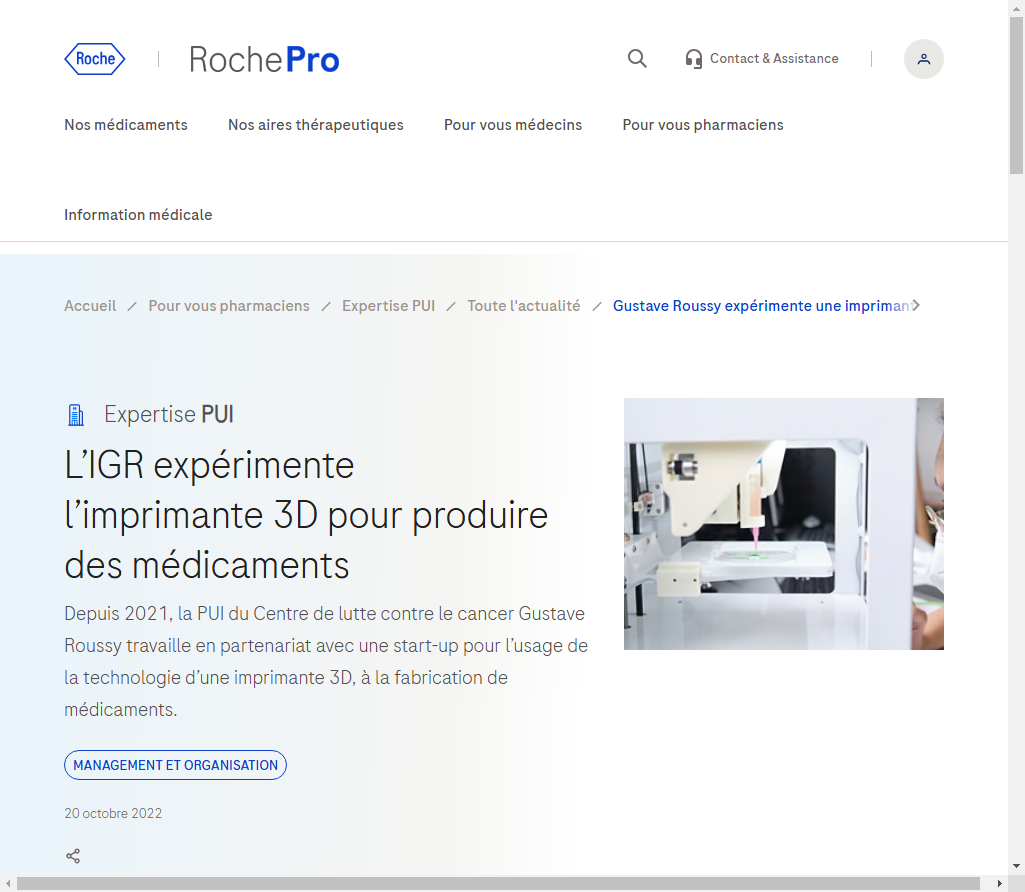 Roche
RochePro
Contact & Assistance
Nos médicaments
Nos aires thérapeutiques
Pour vous médecins
Pour vous pharmaciens
Information médicale
Accueil / Pour vous pharmaciens / Expertise PUI / Toute l'actualité / Gustave Roussy expérimente une imprimant
Expertise PUI
L’IGR expérimente
l’imprimante 3D pour produire
des médicaments
Depuis 2021, la PUI du Centre de lutte contre le cancer Gustave
Roussy travaille en partenariat avec une start-up pour l’usage de
la technologie d’une imprimante 3D, à la fabrication de
médicaments.
MANAGEMENT ET ORGANISATION
20 octobre 2022